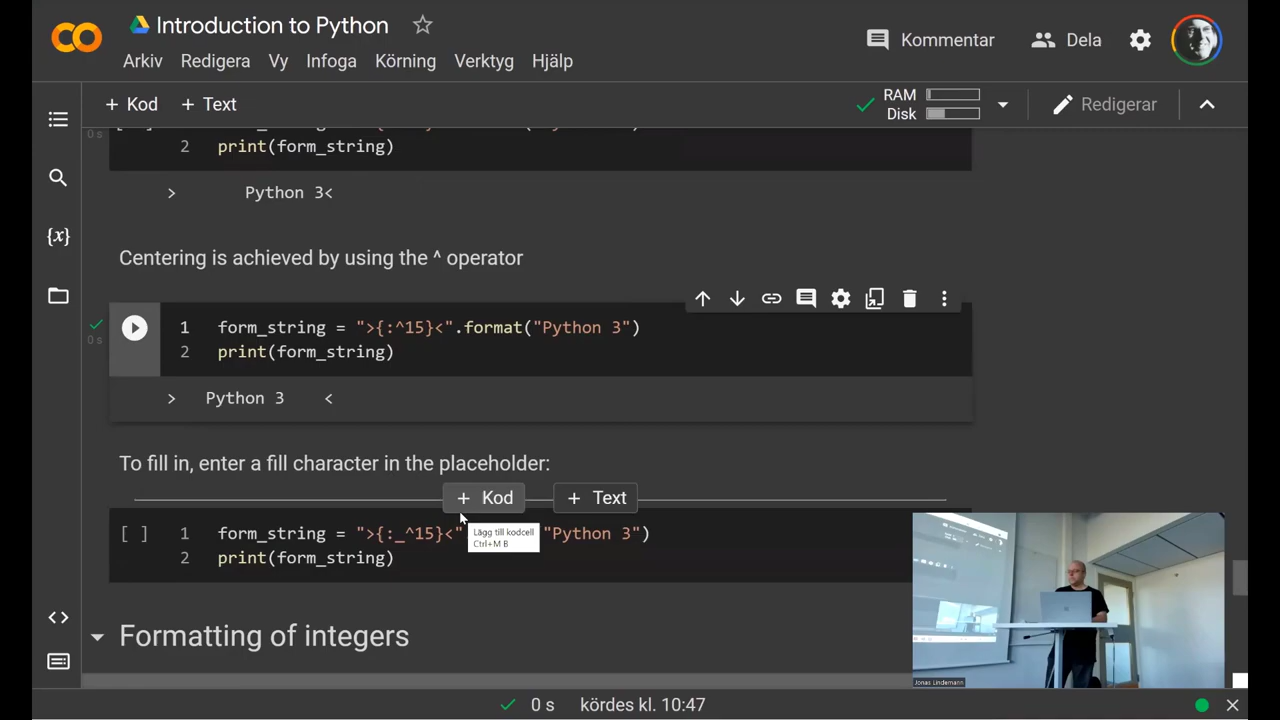 Introduction to Python
Arkiv Redigera Vy Infoga Körning Verktyg Hjälp
Kommentar Dela
+ Kod + Text
RAM
Disk
Redigerar
0 s
2 print(form_string)
> Python 3<
Centering is achieved by using the ^ operator
0 s
1 form_string = ">{:^15}<".format("Python 3")
2 print(form_string)
> Python 3 <
To fill in, enter a fill character in the placeholder:
+ Kod + Text
[ ] 1 form_string = ">{:_^15}<" "Python 3")
Lägg till kodcell
Ctrl+M B
2 print(form_string)
Formatting of integers
Jonas Lindemann
0 s kördes kl. 10:47